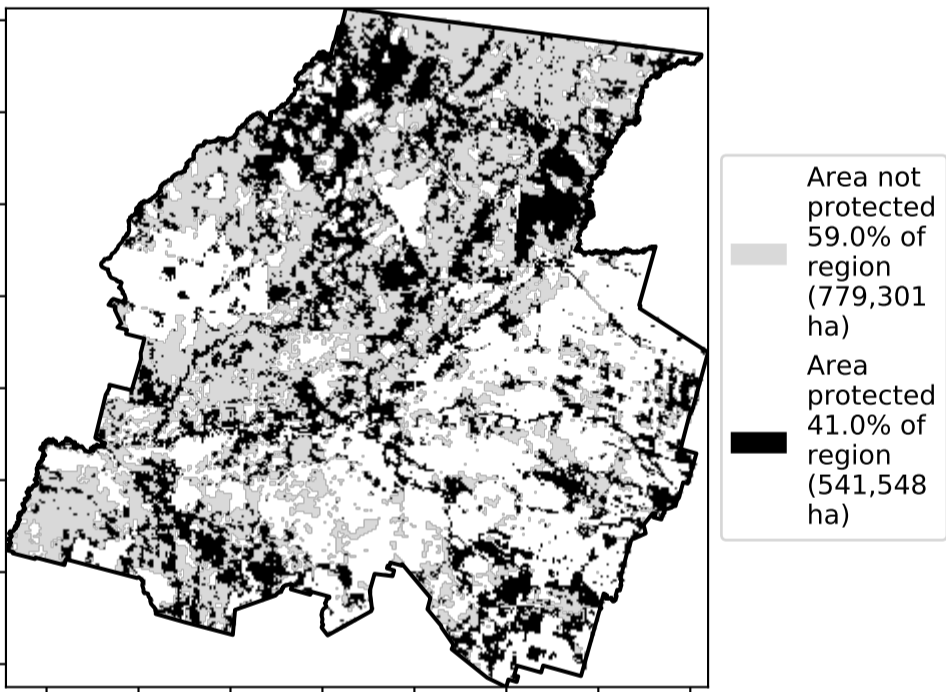 Area not
protected
59.0% of
region
(779,301
ha)
Area
protected
41.0% of
region
(541,548
ha)